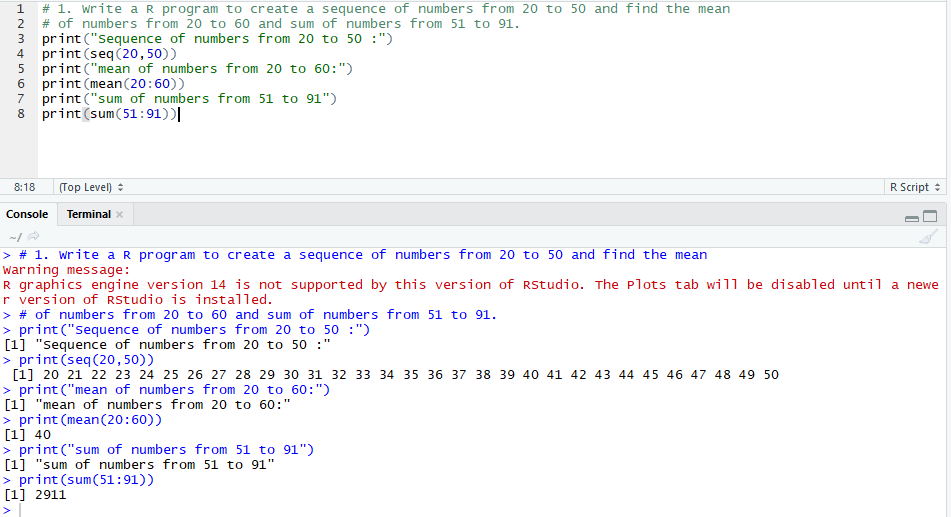 1 # 1. Write a R program to create a sequence of numbers from 20 to 50 and find the mean
2 # of numbers from 20 to 60 and sum of numbers from 51 to 91.
3 print("Sequence of numbers from 20 to 50 :")
4 print(seq(20,50))
5 print("mean of numbers from 20 to 60:")
6 print(mean(20:60))
7 print("sum of numbers from 51 to 91")
8 print(sum(51:91))
8:18 (Top Level) R Script
Console Terminal
~/
> # 1. Write a R program to create a sequence of numbers from 20 to 50 and find the mean
Warning message:
R graphics engine version 14 is not supported by this version of RStudio. The Plots tab will be disabled until a newe
r version of RStudio is installed.
> # of numbers from 20 to 60 and sum of numbers from 51 to 91.
> print("Sequence of numbers from 20 to 50 :")
[1] "Sequence of numbers from 20 to 50 :"
> print(seq(20,50))
[1] 20 21 22 23 24 25 26 27 28 29 30 31 32 33 34 35 36 37 38 39 40 41 42 43 44 45 46 47 48 49 50
> print("mean of numbers from 20 to 60:")
[1] "mean of numbers from 20 to 60:"
> print(mean(20:60))
[1] 40
> print("sum of numbers from 51 to 91")
[1] "sum of numbers from 51 to 91"
> print(sum(51:91))
[1] 2911
>